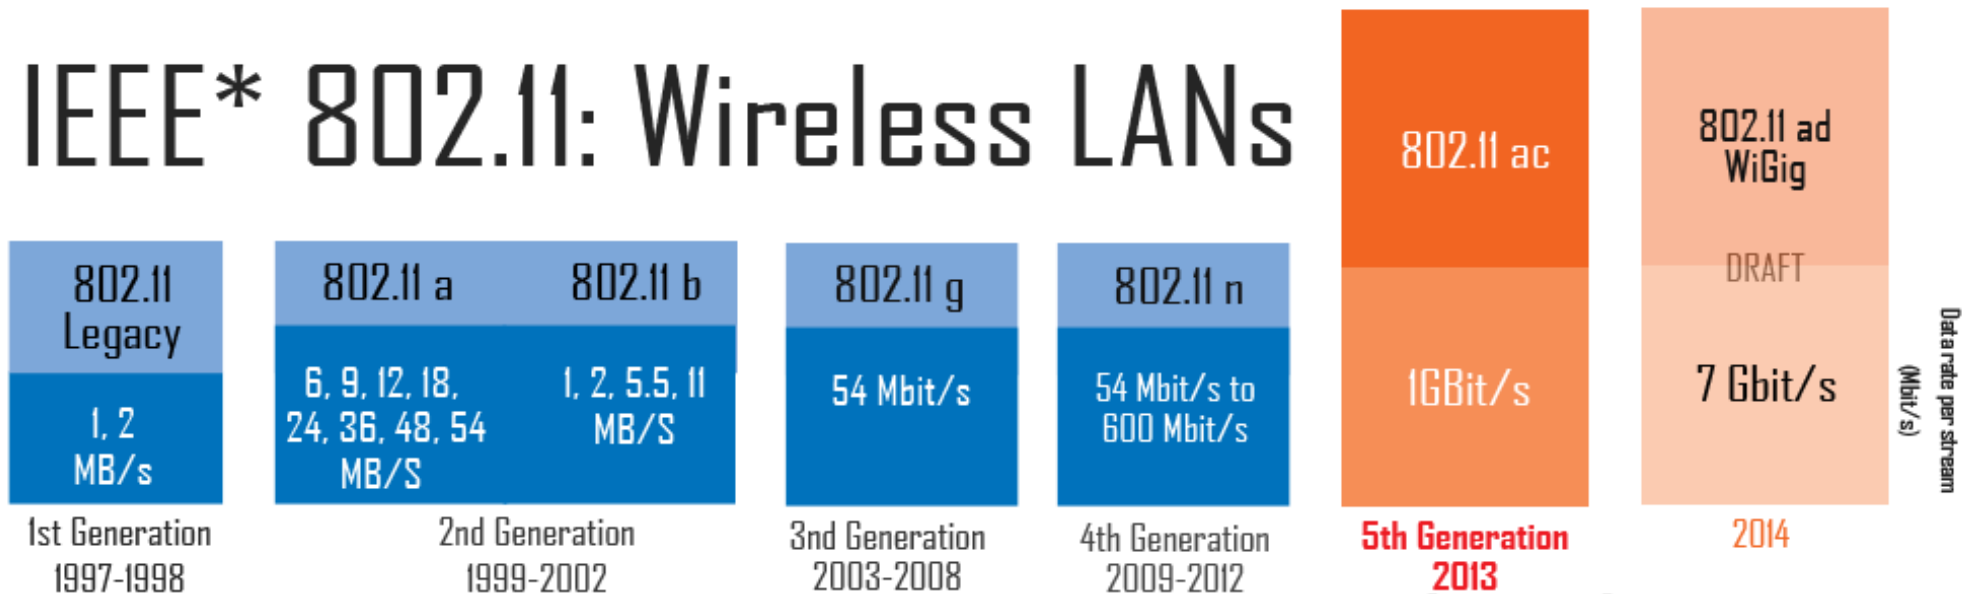 IEEE* 802.11: Wireless LANs
802.11
Legacy
1, 2
MB/s
1st Generation
1997-1998
802.11 a
6, 9, 12, 18,
24, 36, 48, 54
MB/S
802.11 b
1, 2, 5.5, 11
MB/S
2nd Generation
1999-2002
802.11 g
54 Mbit/s
3nd Generation
2003-2008
802.11 n
54 Mbit/s to
600 Mbit/s
4th Generation
2009-2012
802.11 ac
1GBit/s
5th Generation
2013
802.11 ad
WiGig
DRAFT
7 Gbit/s
2014
Data rate per stream
(Mbit/s)